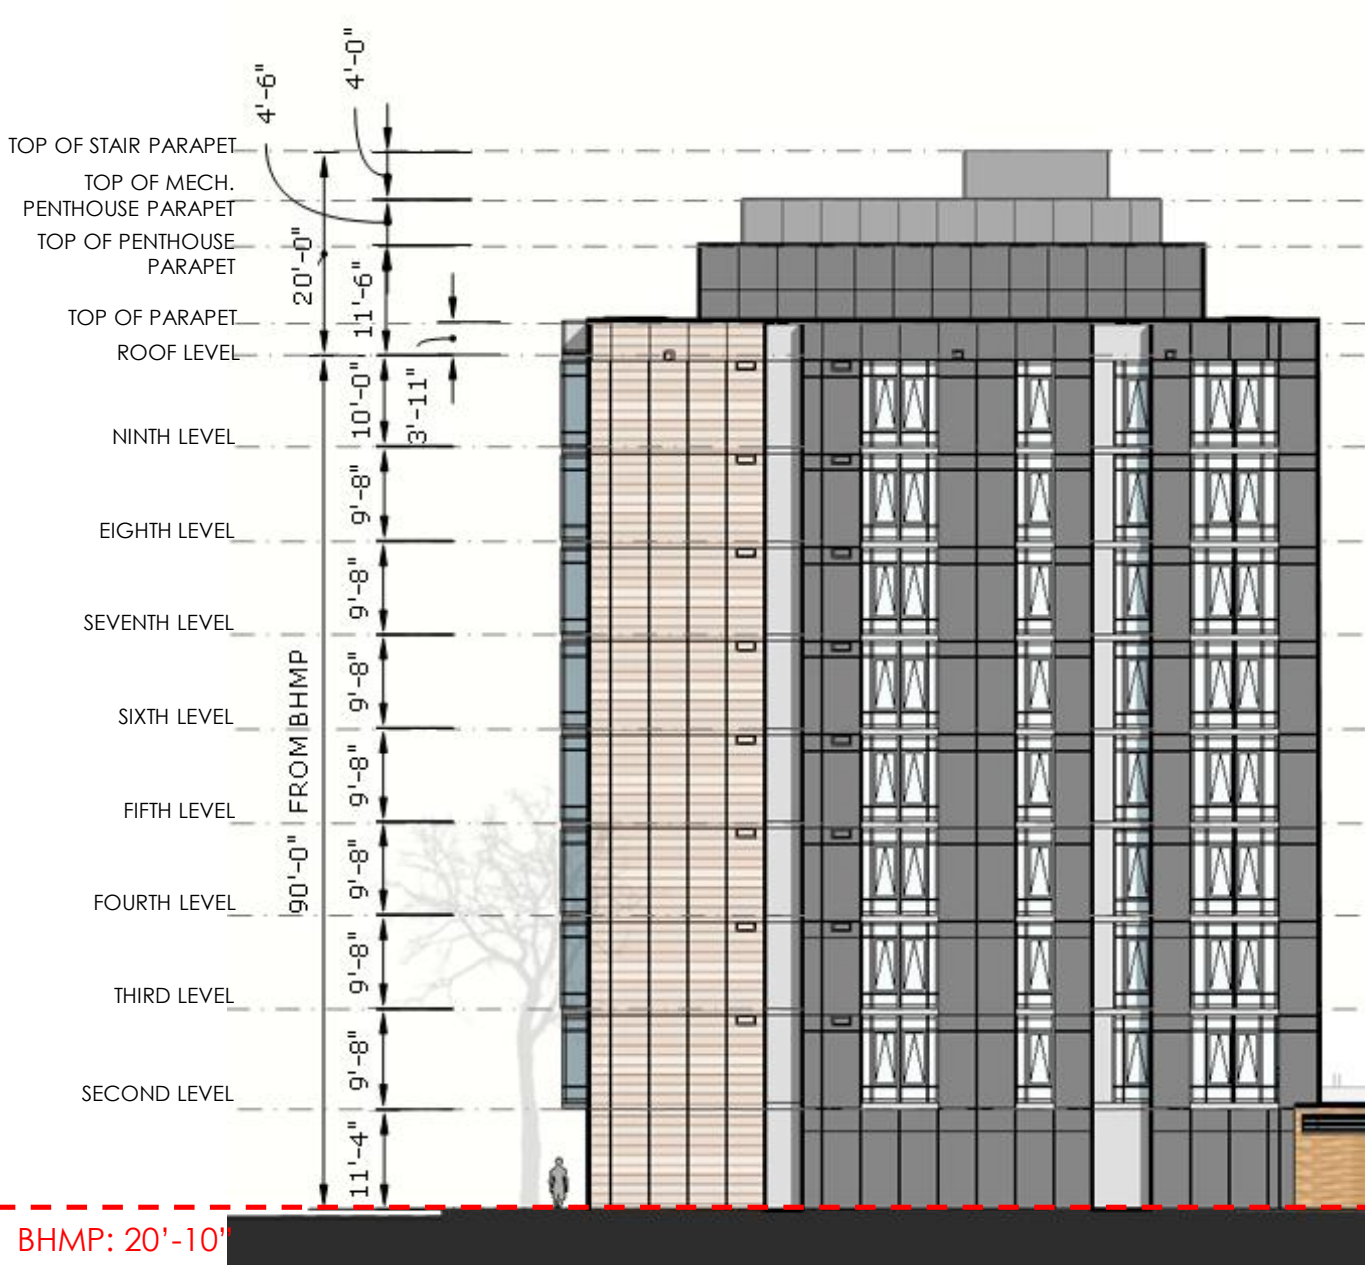 4'-6"
4'-0"
TOP OF STAIR PARAPET
TOP OF MECH.
PENTHOUSE PARAPET
TOP OF PENTHOUSE
PARAPET
20'-0"
11'-6"
TOP OF PARAPET
ROOF LEVEL
10'-0"
3'-11"
NINTH LEVEL
9'-8"
EIGHTH LEVEL
9'-8"
SEVENTH LEVEL
9'-8"
SIXTH LEVEL
90'-0" FROM BHMP
9'-8"
FIFTH LEVEL
9'-8"
FOURTH LEVEL
9'-8"
THIRD LEVEL
9'-8"
SECOND LEVEL
11'-4"
BHMP: 20’-10”